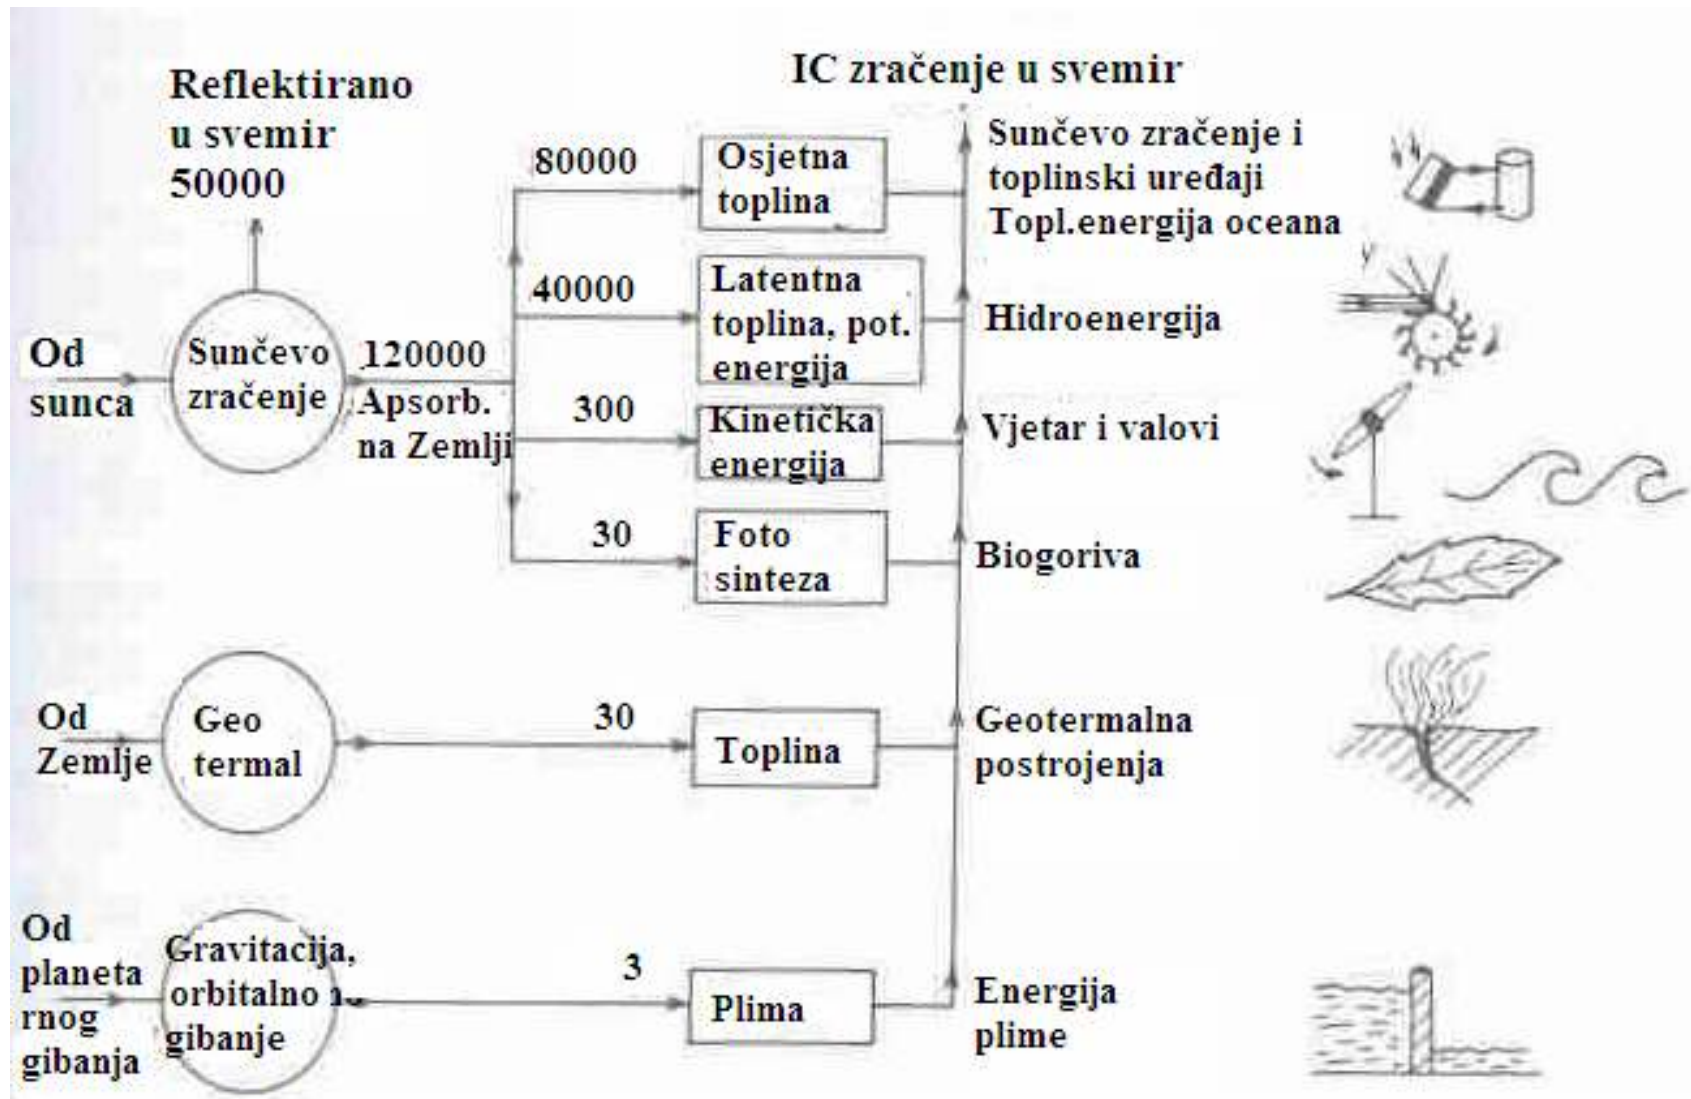 Reflektirano
u svemir
50000
IC zračenje u svemir
Od
sunca
Sunčevo
zračenje
120000
Apsorb.
na Zemlji
80000
Osjetna
toplina
Sunčevo zračenje i
toplinski uređaji
Topl.energija oceana
40000
Latentna
toplina, pot.
energija
Hidroenergija
300
Kinetička
energija
Vjetar i valovi
30
Foto
sinteza
Biogoriva
Od
Zemlje
Geo
termal
30
Toplina
Geotermalna
postrojenja
Od
planeta
rnog
gibanja
Gravitacija,
orbitalno
gibanje
3
Plima
Energija
plime